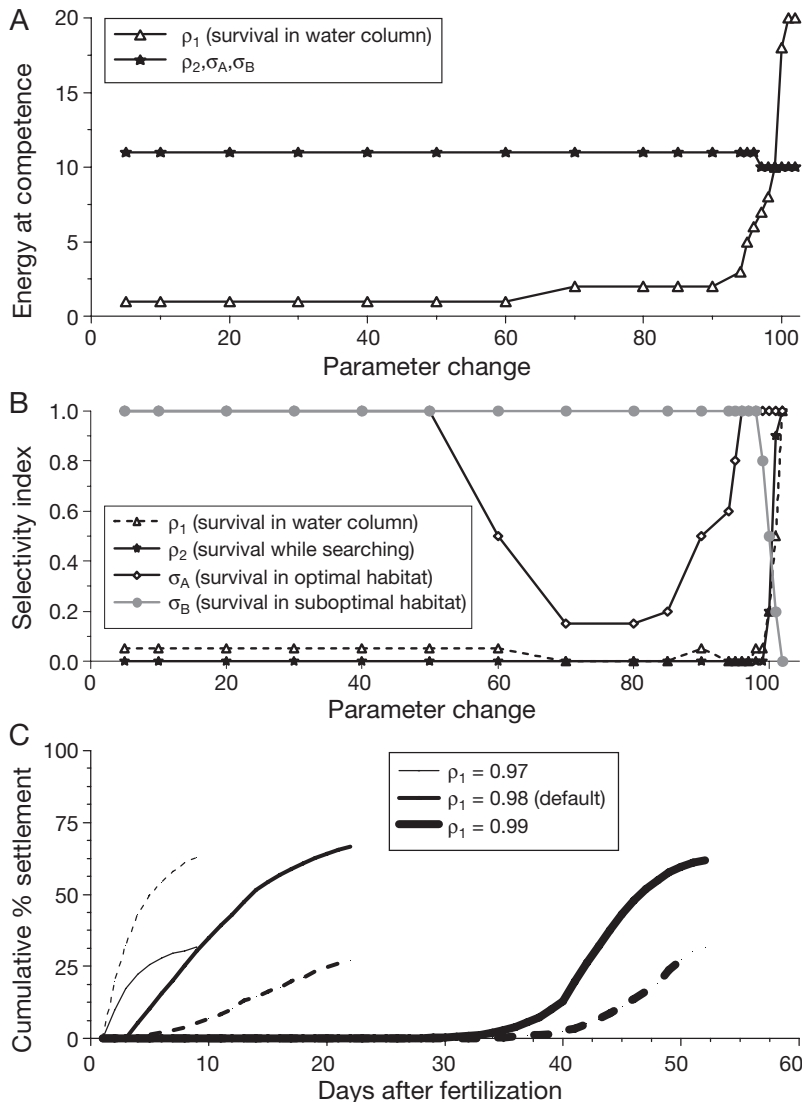 A
20
15
10
5
0
Energy at competence
ρ1 (survival in water column)
ρ2,σA,σB
0 20 40 60 80 100
Parameter change
B
1.0
0.8
0.6
0.4
0.2
0.0
Selectivity index
ρ1 (survival in water column)
ρ2 (survival while searching)
σA (survival in optimal habitat)
σB (survival in suboptimal habitat)
0 20 40 60 80 100
Parameter change
C
100
75
50
25
0
Cumulative % settlement
ρ1 = 0.97
ρ1 = 0.98 (default)
ρ1 = 0.99
0 10 20 30 40 50 60
Days after fertilization